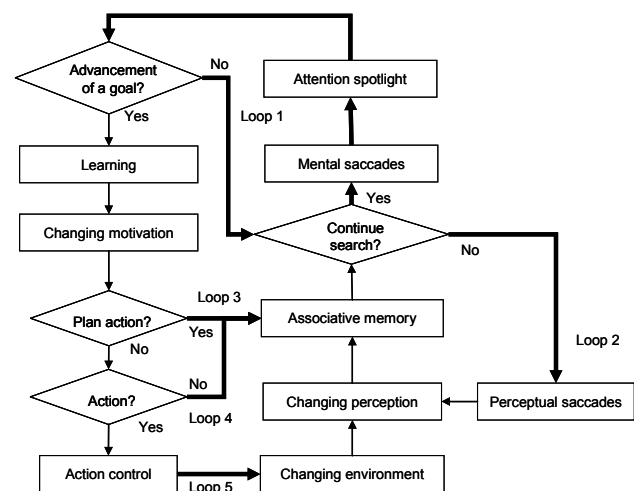 Advancement
of a goal?
No
Attention spotlight
Yes
Loop 1
Learning
Mental saccades
Yes
Changing motivation
Continue
search?
No
Loop 3
Plan action?
Yes
Associative memory
No
Loop 2
Action?
No
Changing perception
Perceptual saccades
Loop 4
Yes
Action control
Loop 5
Changing environment